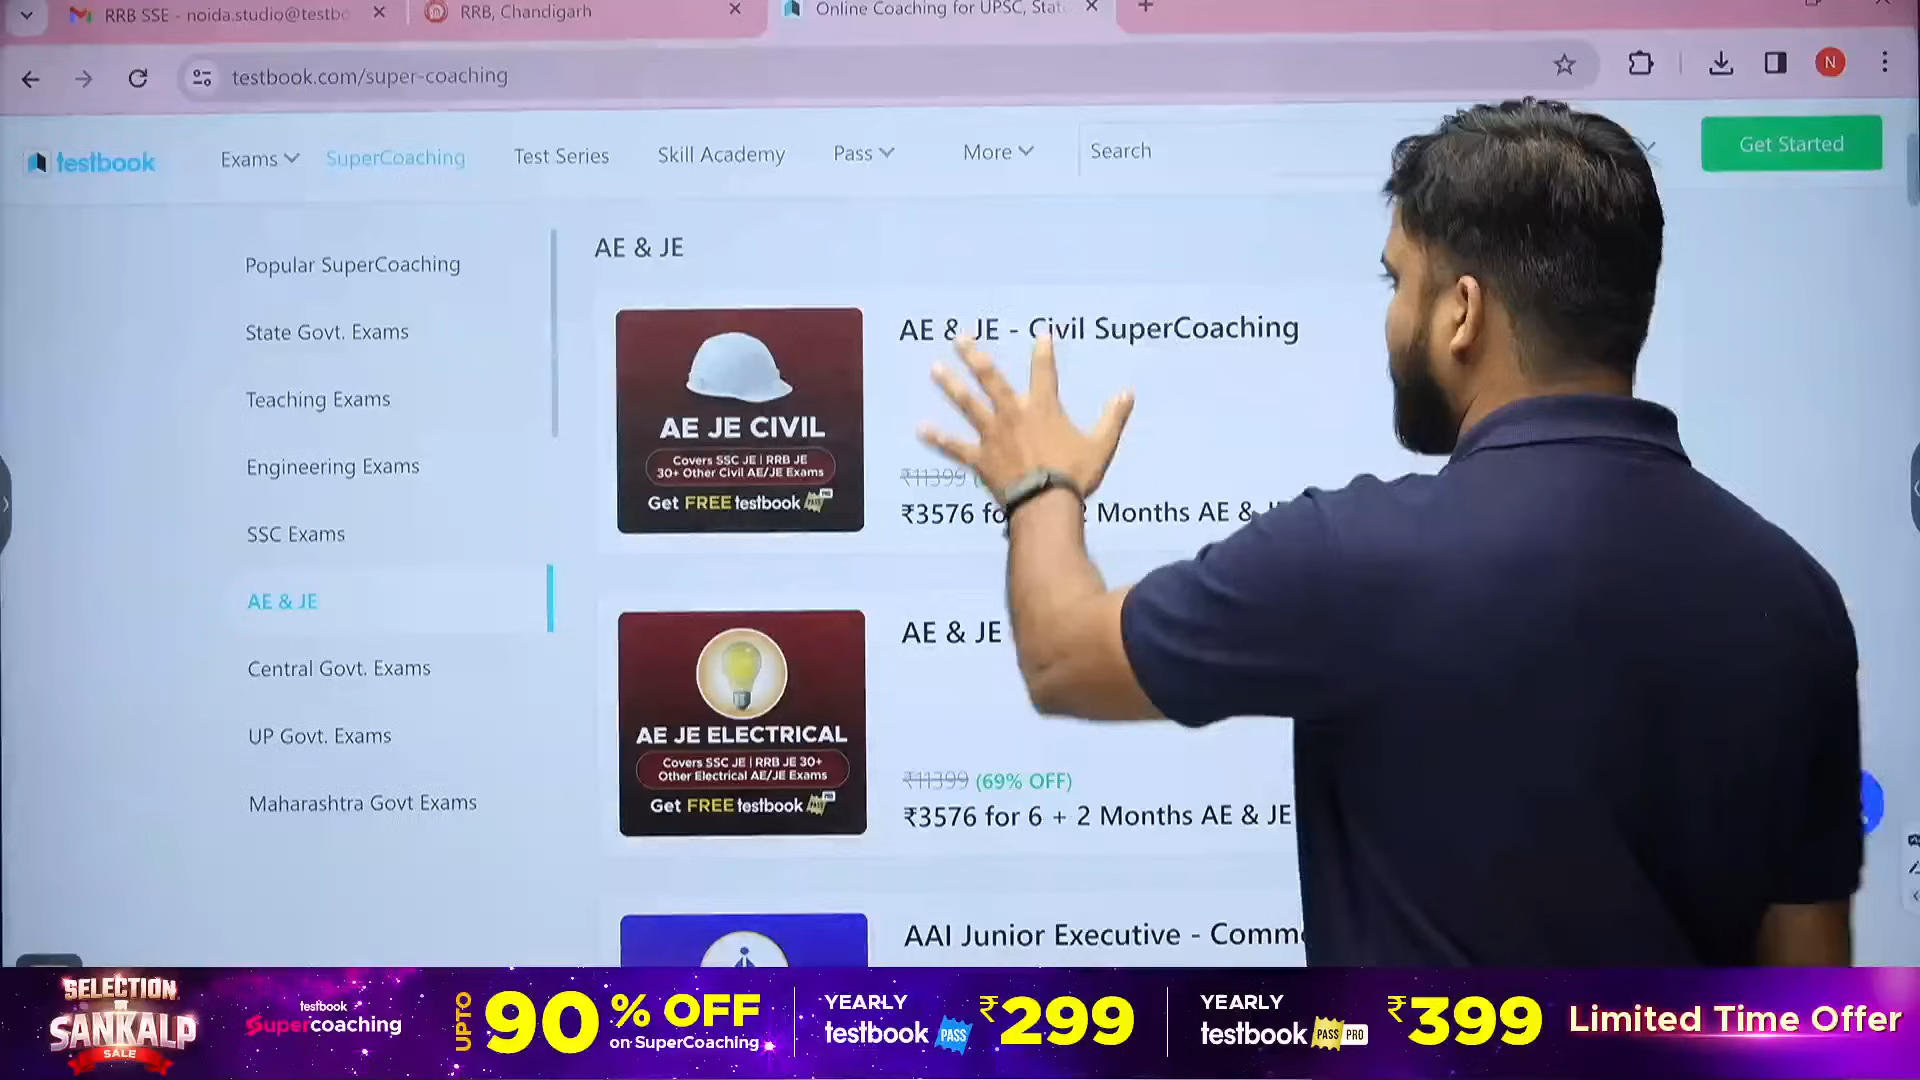 RRB SSE - noida.studio@testbo
RRB, Chandigarh
Online Coaching for UPSC, Stat
testbook.com/super-coaching
N
testbook
Exams
SuperCoaching
Test Series
Skill Academy
Pass
More
Search
Get Started
Popular SuperCoaching
State Govt. Exams
Teaching Exams
Engineering Exams
SSC Exams
AE & JE
Central Govt. Exams
UP Govt. Exams
Maharashtra Govt Exams
AE & JE
AE JE CIVIL
Covers SSC JE | RRB JE
30+ Other Civil AE/JE Exams
Get FREE testbook PASS PRO
AE & JE - Civil SuperCoaching
₹11399
₹3576 fo 2 Months AE &
AE JE ELECTRICAL
Covers SSC JE | RRB JE 30+
Other Electrical AE/JE Exams
Get FREE testbook PASS PRO
AE & JE
₹11399 (69% OFF)
₹3576 for 6 + 2 Months AE & JE
AAI Junior Executive - Comm
SELECTION
SANKALP
SALE
testbook
Supercoaching
UPTO
90% OFF
on SuperCoaching
YEARLY
testbook PASS
₹299
YEARLY
testbook PASS PRO
₹399
Limited Time Offer